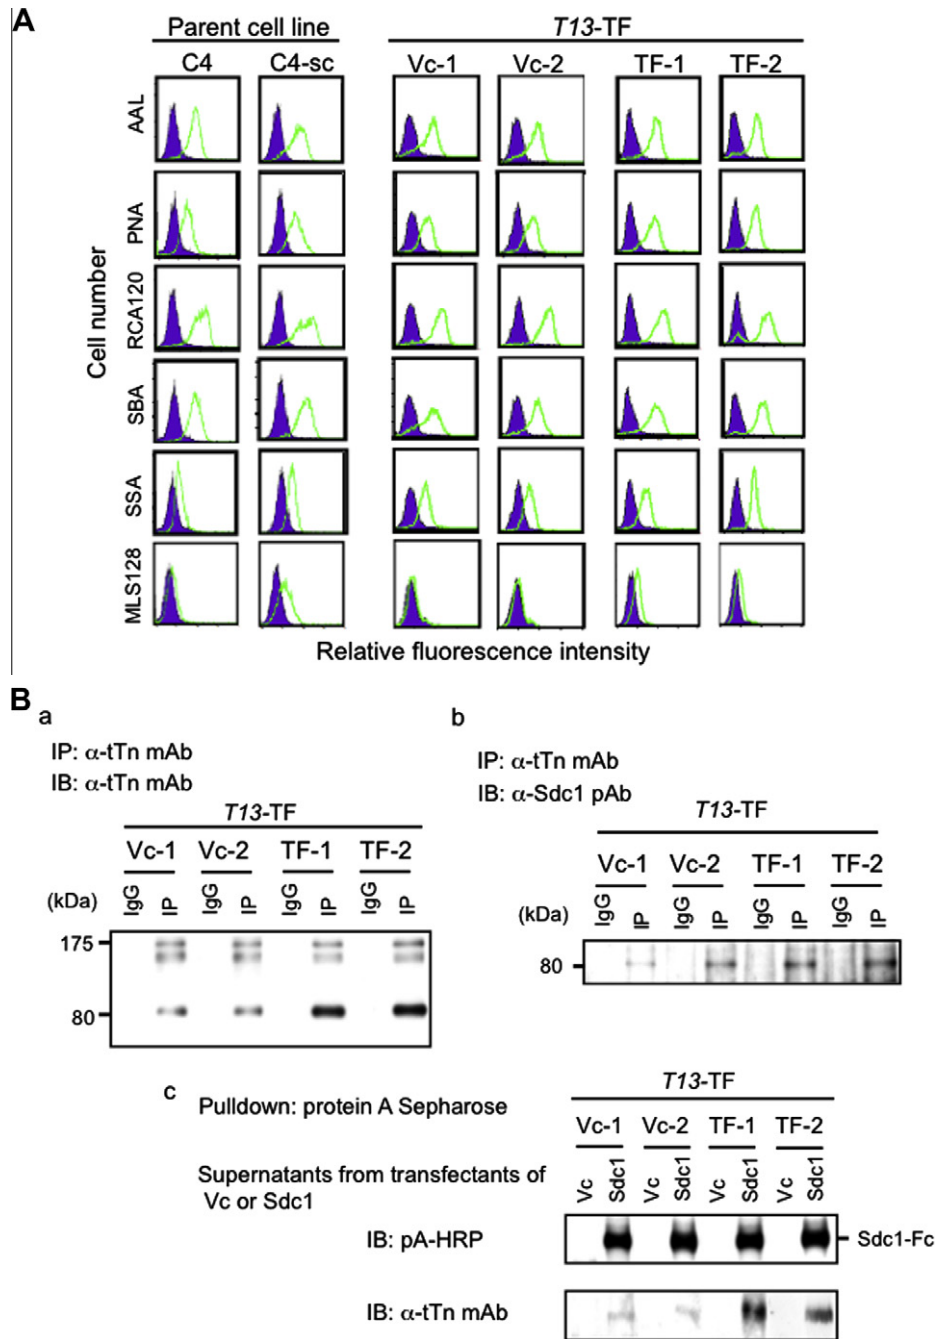 A
Parent cell line
T13-TF
C4 C4-sc Vc-1 Vc-2 TF-1 TF-2
AAL
PNA
RCA120
SBA
SSA
MLS128
Cell number
Relative fluorescence intensity
B
a
IP: α-tTn mAb
IB: α-tTn mAb
T13-TF
Vc-1 Vc-2 TF-1 TF-2
(kDa) IgG IP IgG IP IgG IP IgG IP
175
80
b
IP: α-tTn mAb
IB: α-Sdc1 pAb
T13-TF
Vc-1 Vc-2 TF-1 TF-2
(kDa) IgG IP IgG IP IgG IP IgG IP
80
c
Pulldown: protein A Sepharose
T13-TF
Vc-1 Vc-2 TF-1 TF-2
Supernatants from transfectants of
Vc or Sdc1
Vc Sdc1 Vc Sdc1 Vc Sdc1 Vc Sdc1
IB: pA-HRP
Sdc1-Fc
IB: α-tTn mAb